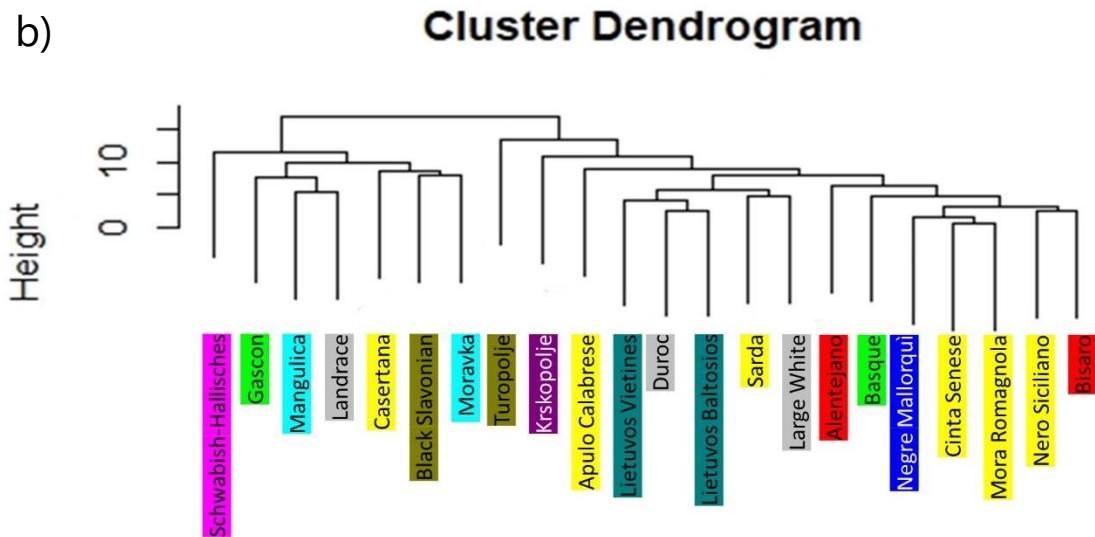 b)
Cluster Dendrogram
Height
10
0
Schwabish-Hallisches
Gascon
Mangulica
Landrace
Casertana
Black Slavonian
Moravka
Turopolje
Krskopolje
Apulo Calabrese
Lietuvos Vietines
Duroc
Lietuvos Baltosios
Sarda
Large White
Alentejano
Basque
Negre Mallorqui
Cinta Senese
Mora Romagnola
Nero Siciliano
Bisaro